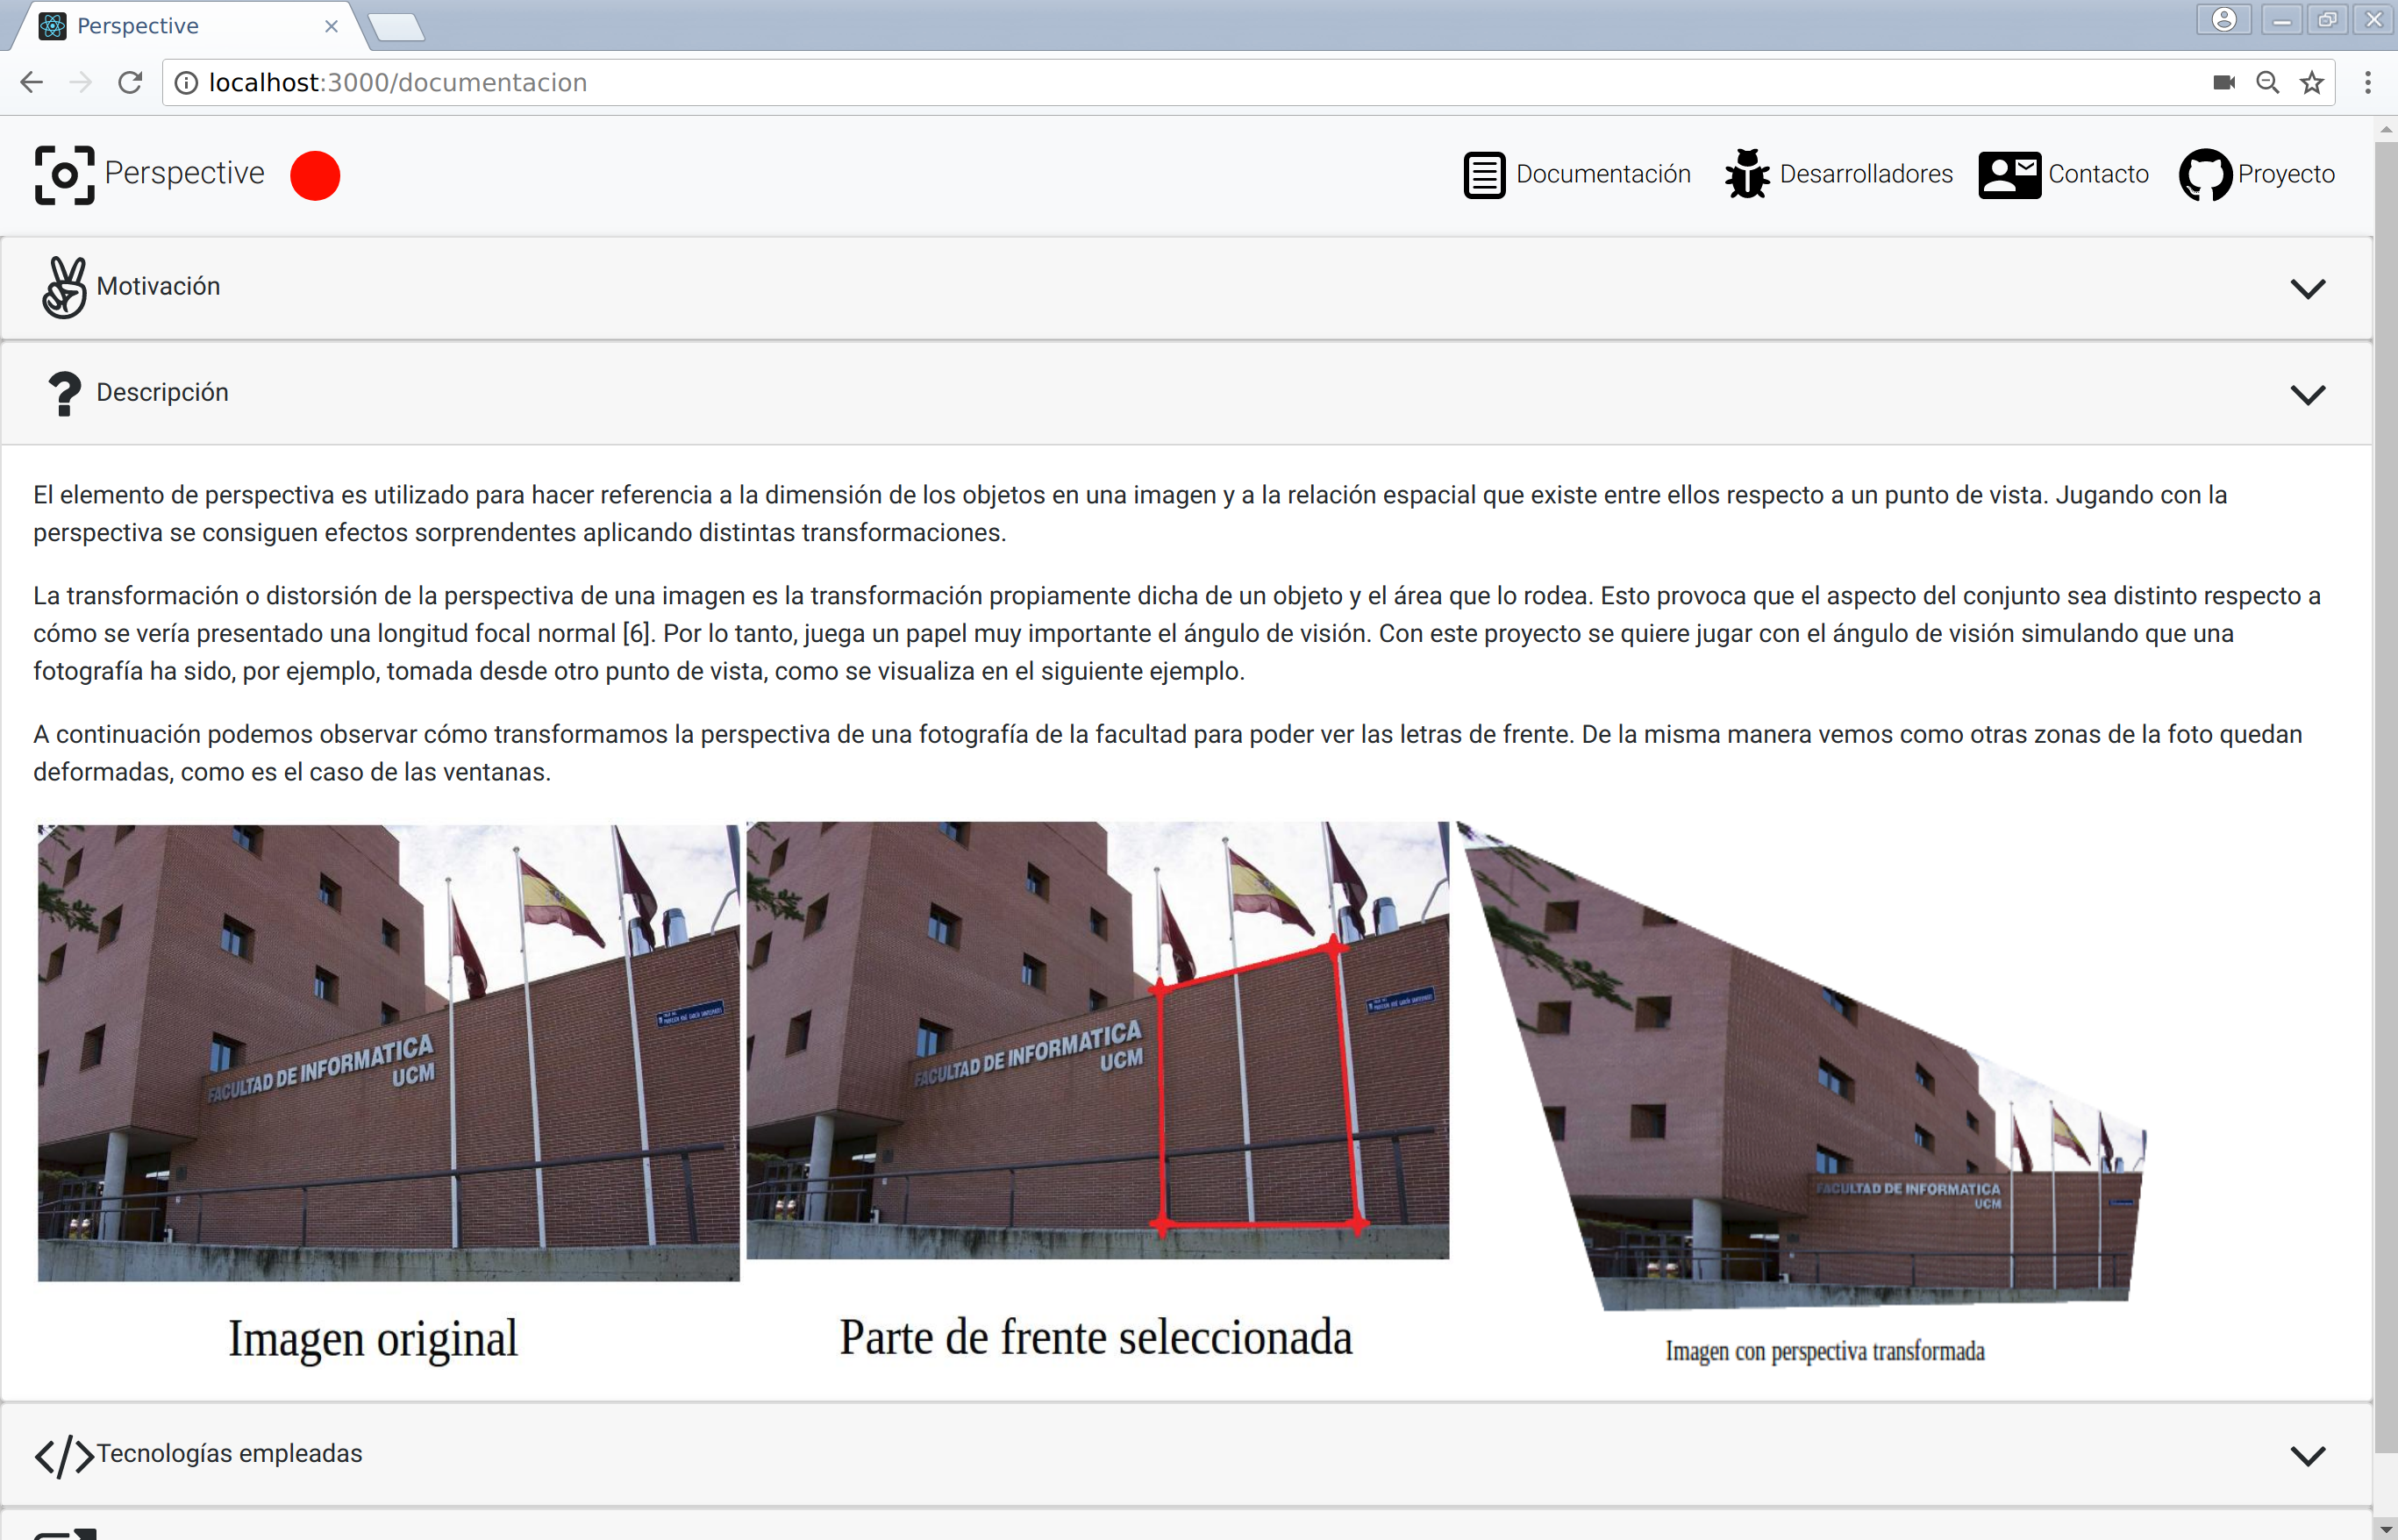 Perspective
localhost:3000/documentacion
Perspective
Documentación
Desarrolladores
Contacto
Proyecto
Motivación
Descripción
El elemento de perspectiva es utilizado para hacer referencia a la dimensión de los objetos en una imagen y a la relación espacial que existe entre ellos respecto a un punto de vista. Jugando con la
perspectiva se consiguen efectos sorprendentes aplicando distintas transformaciones.
La transformación o distorsión de la perspectiva de una imagen es la transformación propiamente dicha de un objeto y el área que lo rodea. Esto provoca que el aspecto del conjunto sea distinto respecto a
cómo se vería presentado una longitud focal normal [6]. Por lo tanto, juega un papel muy importante el ángulo de visión. Con este proyecto se quiere jugar con el ángulo de visión simulando que una
fotografía ha sido, por ejemplo, tomada desde otro punto de vista, como se visualiza en el siguiente ejemplo.
A continuación podemos observar cómo transformamos la perspectiva de una fotografía de la facultad para poder ver las letras de frente. De la misma manera vemos como otras zonas de la foto quedan
deformadas, como es el caso de las ventanas.
FACULTAD DE INFORMATICA
UCM
FACULTAD DE INFORMATICA
UCM
FACULTAD DE INFORMATICA
UCM
Imagen original
Parte de frente seleccionada
Imagen con perspectiva transformada
Tecnologías empleadas